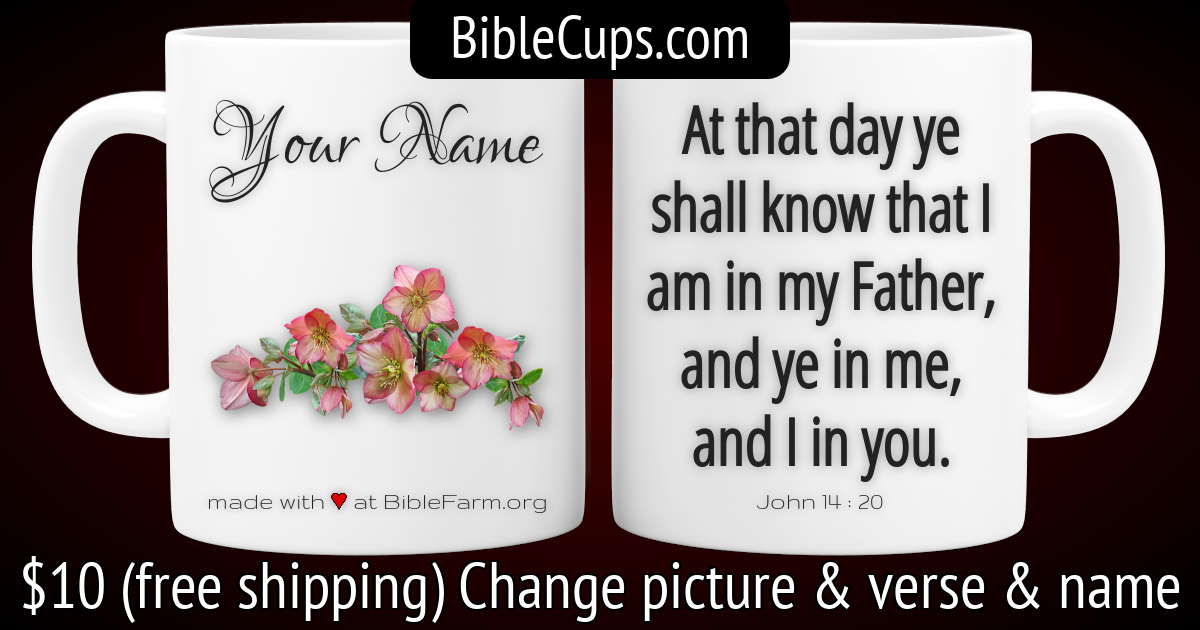 BibleCups.com
Your Name
made with ♥ at BibleFarm.org
At that day ye
shall know that I
am in my Father,
and ye in me,
and I in you.
John 14 : 20
$10 (free shipping) Change picture & verse & name